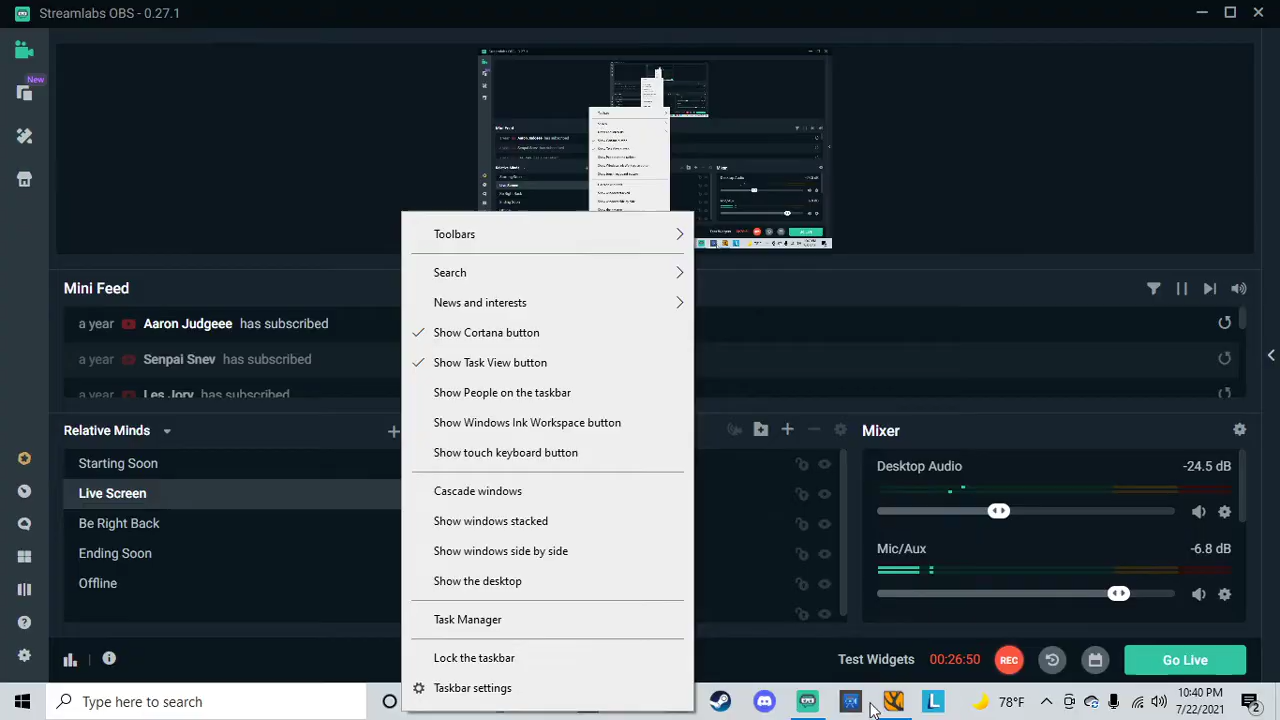 Streamlabs OBS - 0.27.1
New
Mini Feed
a year Aaron Judgeee has subscribed
a year Senpai Snev has subscribed
a year Les Jory has subscribed
Relative Minds
Starting Soon
Live Screen
Be Right Back
Ending Soon
Offline
Toolbars
Search
News and interests
Show Cortana button
Show Task View button
Show People on the taskbar
Show Windows Ink Workspace button
Show touch keyboard button
Cascade windows
Show windows stacked
Show windows side by side
Show the desktop
Task Manager
Lock the taskbar
Taskbar settings
Mixer
Desktop Audio -24.5 dB
Mic/Aux -6.8 dB
Test Widgets 00:26:50 REC Go Live
Type here to search
78°F
10:40 PM
7/22/2021
2